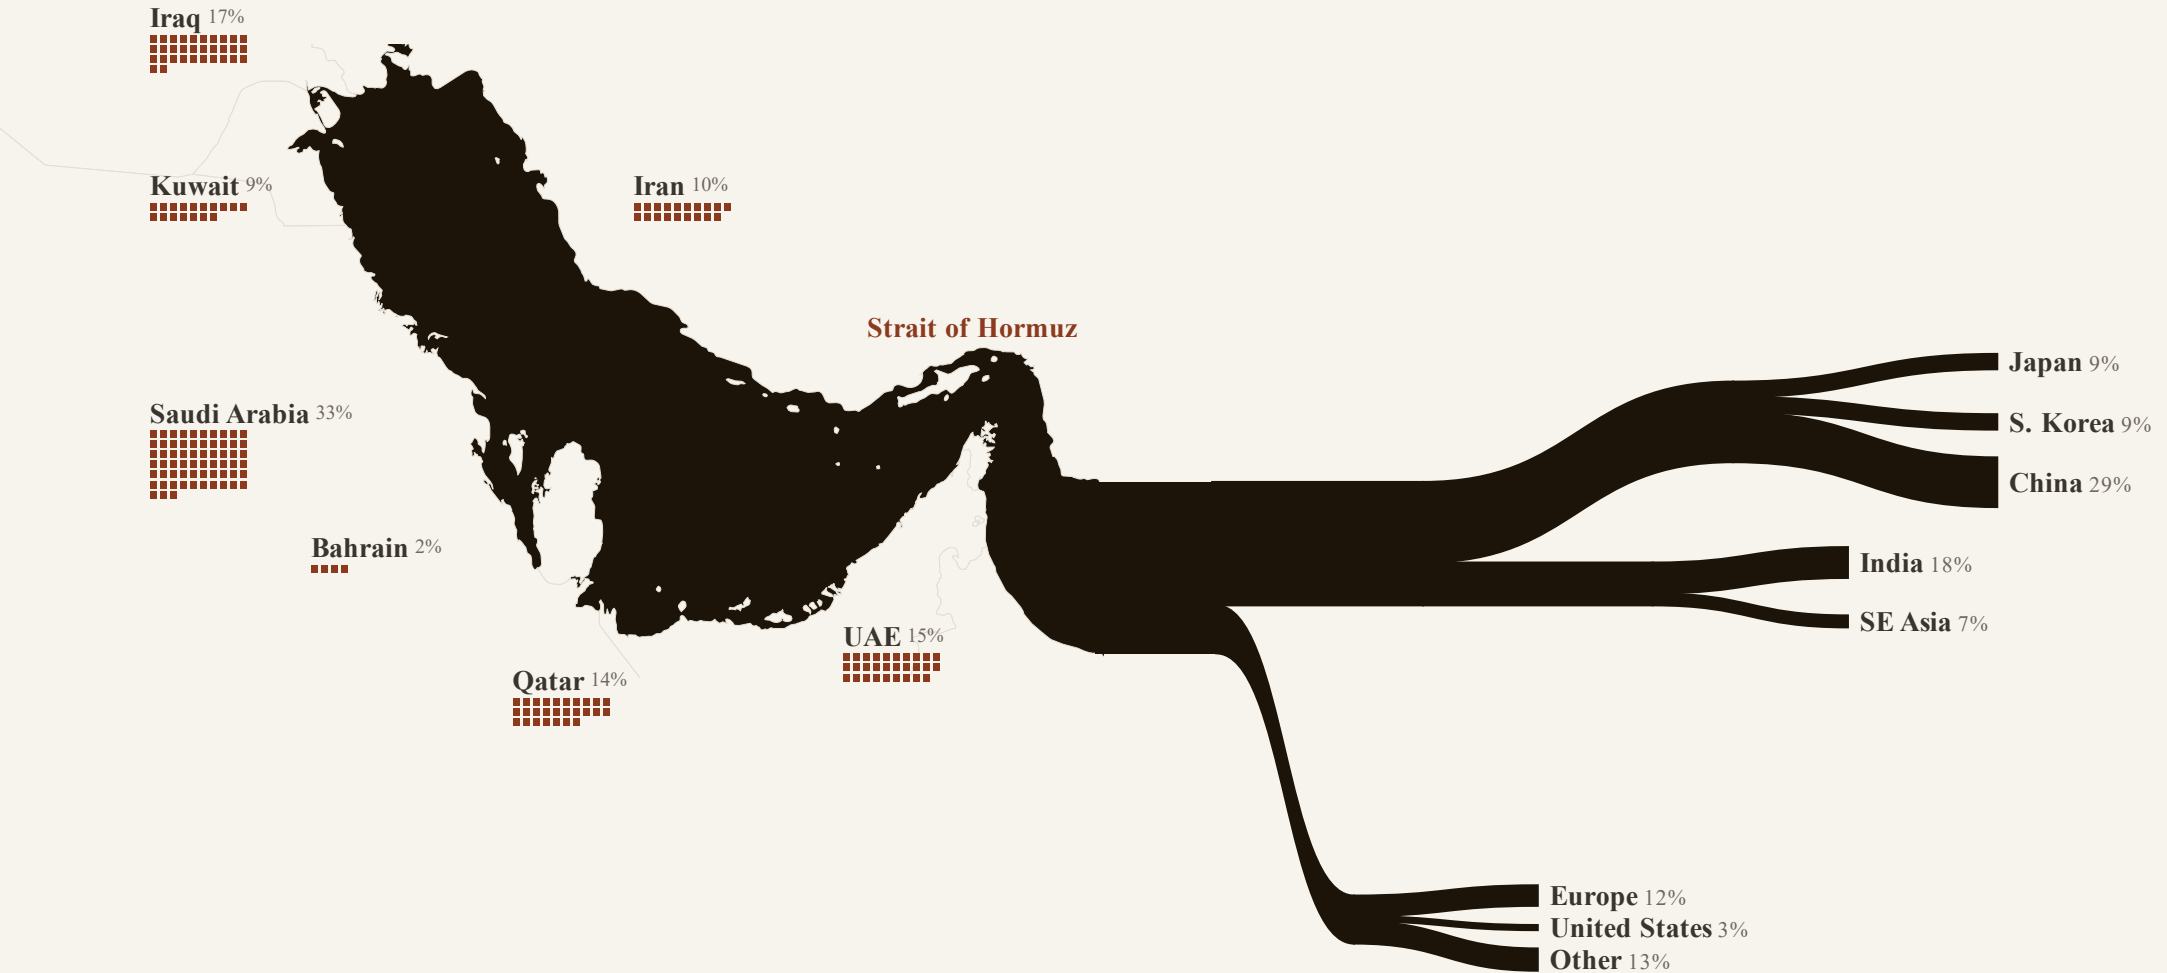 Iraq 17%
Kuwait 9%
Iran 10%
Strait of Hormuz
Saudi Arabia 33%
Bahrain 2%
UAE 15%
Qatar 14%
Japan 9%
S. Korea 9%
China 29%
India 18%
SE Asia 7%
Europe 12%
United States 3%
Other 13%